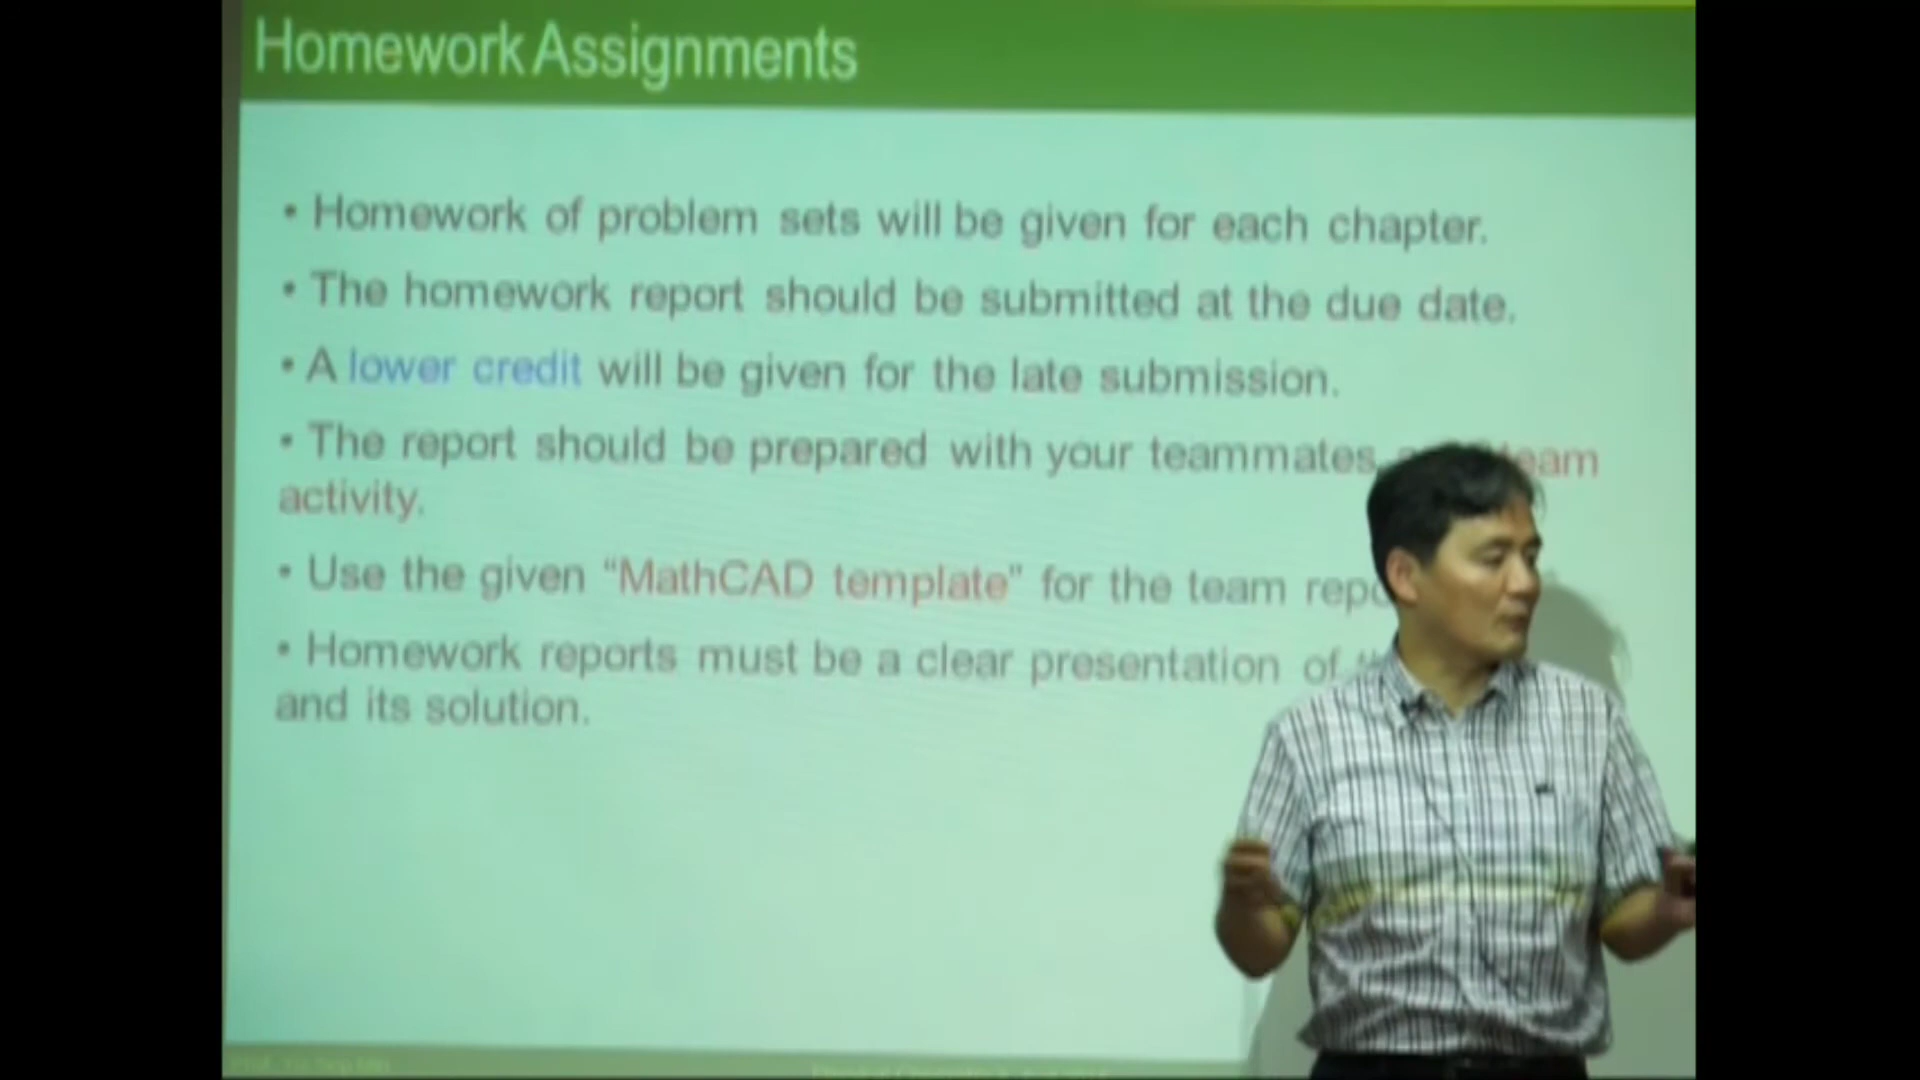 Homework Assignments
• Homework of problem sets will be given for each chapter.
• The homework report should be submitted at the due date.
• A lower credit will be given for the late submission.
• The report should be prepared with your teammates team
activity.
• Use the given “MathCAD template” for the team
• Homework reports must be a clear presentation of
and its solution.